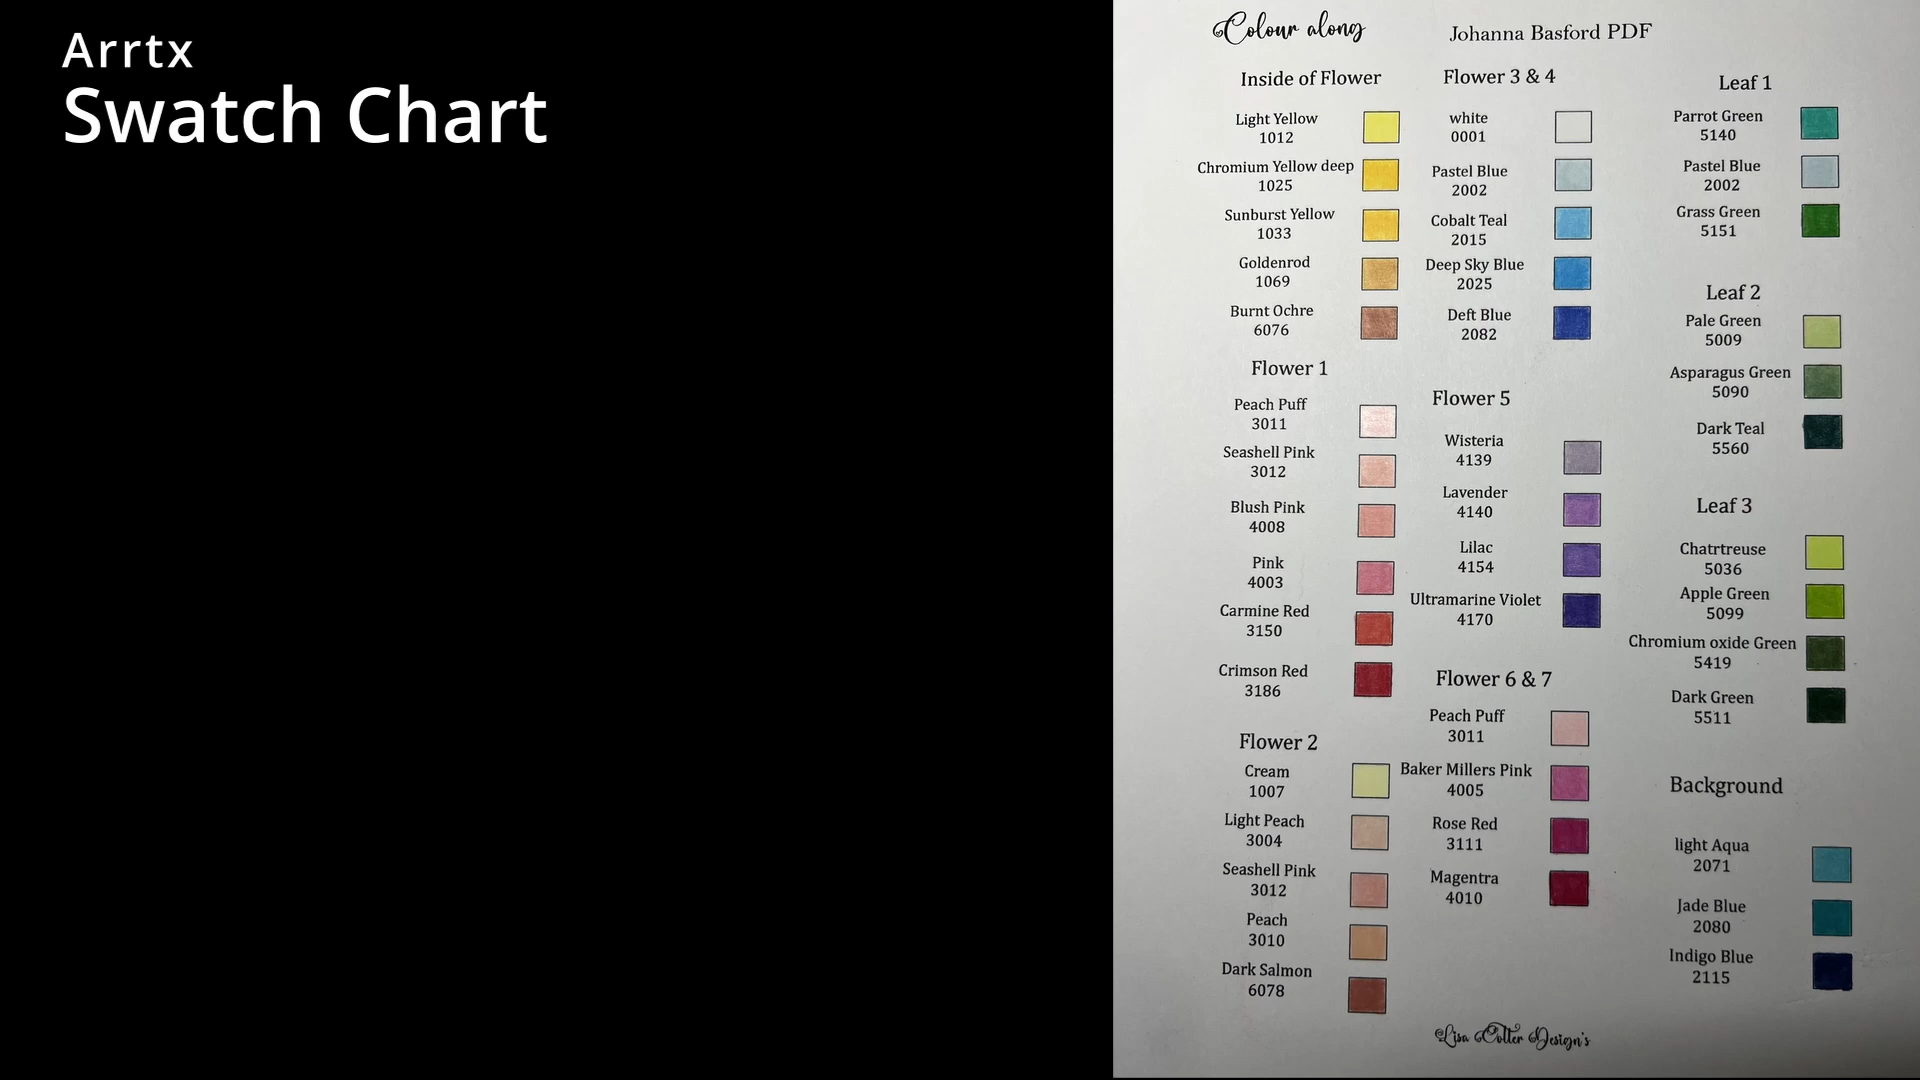 Arrtx
Swatch Chart
Colour along
Johanna Basford PDF
Inside of Flower
Light Yellow
1012
Chromium Yellow deep
1025
Sunburst Yellow
1033
Goldenrod
1069
Burnt Ochre
6076
Flower 1
Peach Puff
3011
Seashell Pink
3012
Blush Pink
4008
Pink
4003
Carmine Red
3150
Crimson Red
3186
Flower 2
Cream
1007
Light Peach
3004
Seashell Pink
3012
Peach
3010
Dark Salmon
6078
Flower 3 & 4
white
0001
Pastel Blue
2002
Cobalt Teal
2015
Deep Sky Blue
2025
Deft Blue
2082
Flower 5
Wisteria
4139
Lavender
4140
Lilac
4154
Ultramarine Violet
4170
Flower 6 & 7
Peach Puff
3011
Baker Millers Pink
4005
Rose Red
3111
Magentra
4010
Leaf 1
Parrot Green
5140
Pastel Blue
2002
Grass Green
5151
Leaf 2
Pale Green
5009
Asparagus Green
5090
Dark Teal
5560
Leaf 3
Chatrtreuse
5036
Apple Green
5099
Chromium oxide Green
5419
Dark Green
5511
Background
light Aqua
2071
Jade Blue
2080
Indigo Blue
2115
Lisa Colter Design's